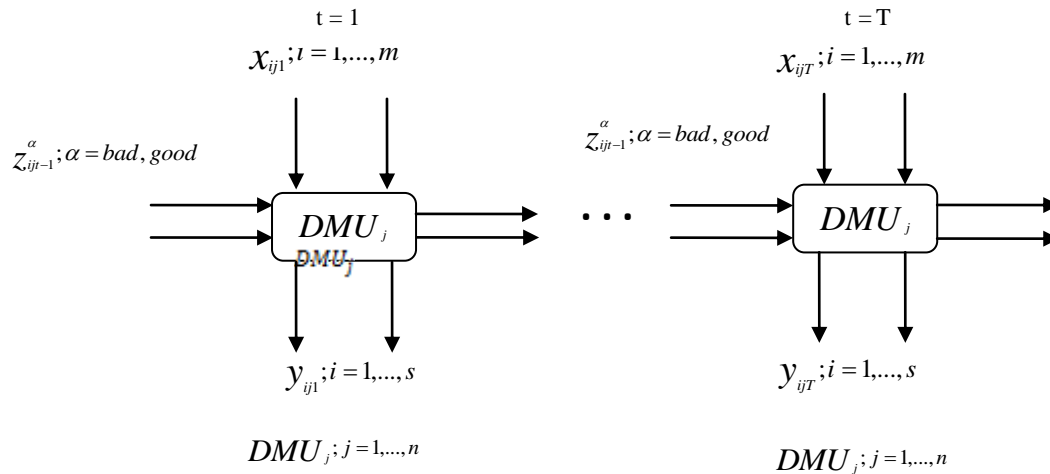 t = 1
t = T
x_{ij1}; i = 1,...,m
x_{ijT}; i = 1,...,m
z^{α}_{ijt−1}; α = bad, good
z^{α}_{ijt−1}; α = bad, good
DMU_j
DMU_j
...
DMU_j
y_{ij1}; i = 1,...,s
y_{ijT}; i = 1,...,s
DMU_j; j = 1,...,n
DMU_j; j = 1,...,n